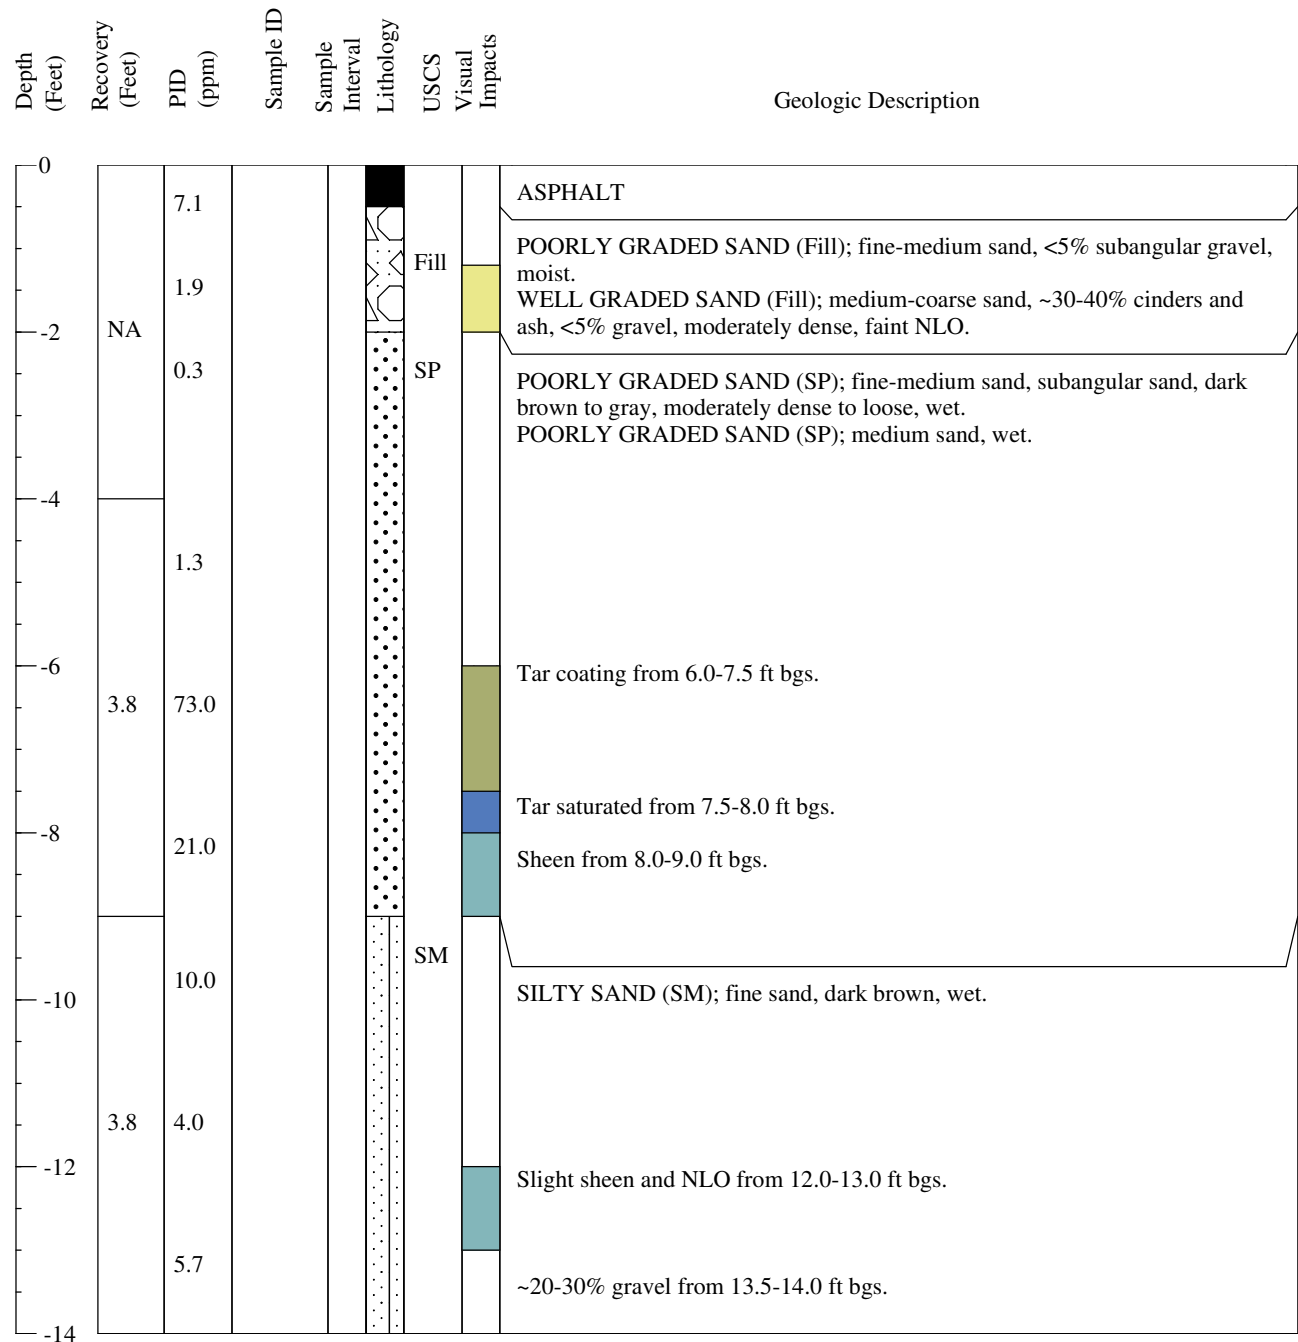 Depth
(Feet)
Recovery
(Feet)
PID
(ppm)
Sample ID
Sample
Interval
Lithology
USCS
Visual
Impacts
Geologic Description
0
7.1
ASPHALT
Fill
POORLY GRADED SAND (Fill); fine-medium sand, <5% subangular gravel,
moist.
1.9
WELL GRADED SAND (Fill); medium-coarse sand, ~30-40% cinders and
ash, <5% gravel, moderately dense, faint NLO.
-2
NA
0.3
SP
POORLY GRADED SAND (SP); fine-medium sand, subangular sand, dark
brown to gray, moderately dense to loose, wet.
POORLY GRADED SAND (SP); medium sand, wet.
-4
1.3
-6
Tar coating from 6.0-7.5 ft bgs.
3.8
73.0
Tar saturated from 7.5-8.0 ft bgs.
-8
21.0
Sheen from 8.0-9.0 ft bgs.
SM
10.0
-10
SILTY SAND (SM); fine sand, dark brown, wet.
3.8
4.0
-12
Slight sheen and NLO from 12.0-13.0 ft bgs.
5.7
~20-30% gravel from 13.5-14.0 ft bgs.
-14